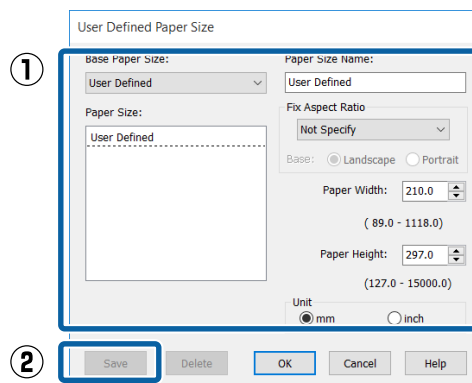 User Defined Paper Size
①
Base Paper Size:
User Defined
Paper Size:
User Defined
Paper Size Name:
User Defined
Fix Aspect Ratio
Not Specify
Base: Landscape Portrait
Paper Width: 210.0
( 89.0 - 1118.0)
Paper Height: 297.0
(127.0 - 15000.0)
Unit
mm inch
②
Save Delete OK Cancel Help